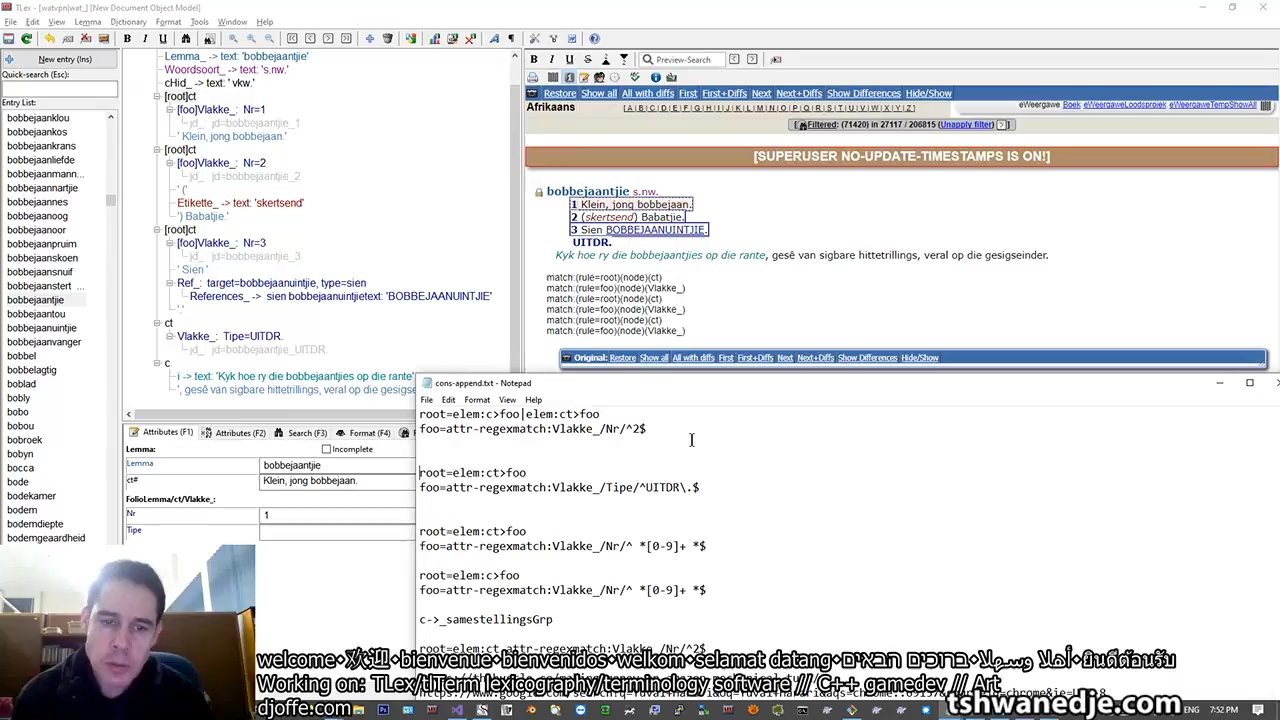 TLex - [watvpn|wat_] (New Document Object Model)
File Edit View Lemma Dictionary Format Tools Window Help
New entry (Ins)
Quick-search (Esc):
Entry List:
bobbejaanklou
bobbejaankos
bobbejaankrans
bobbejaanliefde
bobbejaanmann...
bobbejaannartjie
bobbejaannes
bobbejaanoog
bobbejaanpruim
bobbejaanskoen
bobbejaansnuif
bobbejaanstert ...
bobbejaantjie
bobbejaantou
bobbejaanuintjie
bobbejaanvanger
bobbel
bobbelagtig
boblad
bobly
bobo
bobroek
bobyn
bocca
bode
bodekamer
bodem
bodemdiepte
bodemgeaardheid
Lemma_ -> text: 'bobbejaantjie'
Woordsoort_ -> text: 's.nw.'
cHid_ -> text: ' vkw.'
[root]ct
[foo]Vlakke_: Nr=1
jd_ jd=bobbejaantjie_1
' Klein, jong bobbejaan.'
[root]ct
[foo]Vlakke_: Nr=2
jd_ jd=bobbejaantjie_2
' ('
Etikette_ -> text: 'skertsend'
') Babatjie.'
[root]ct
[foo]Vlakke_: Nr=3
jd_ jd=bobbejaantjie_3
' Sien '
Ref_: target=bobbejaanuintjie, type=sien
References_ -> sien bobbejaanuintjietext: 'BOBBEJAANUINTJIE'
'.'
ct
Vlakke_: Tipe=UITDR.
jd_ jd=bobbejaantjie_UITDR.
c
i -> text: 'Kyk hoe ry die bobbejaantjies op die rante'
', gesê van sigbare hittetrillings, veral op die gesigse
Attributes (F1) Attributes (F2) Search (F3) Format (F4)
Lemma: Incomplete
Lemma bobbejaantjie
ct# Klein, jong bobbejaan.
FolioLemma/ct/Vlakke_:
Nr 1
Tipe
B I U S Preview-Search
Restore Show all All with diffs First First+Diffs Next Next+Diffs Show Differences Hide/Show
Afrikaans [A|B|C|D|E|F|G|H|I|J|K|L|M|N|O|P|Q|R|S|T|U|V|W|X|Y|Z|] eWeergawe Boek eWeergaweLoodsprojek eWeergaweTempShowAll
[Filtered: (71420) in 27117 / 206815 (Unapply filter)]
[SUPERUSER NO-UPDATE-TIMESTAMPS IS ON!]
bobbejaantjie s.nw.
1 Klein, jong bobbejaan.
2 (skertsend) Babatjie.
3 Sien BOBBEJAANUINTJIE.
UITDR.
Kyk hoe ry die bobbejaantjies op die rante, gesê van sigbare hittetrillings, veral op die gesigseinder.
match:(rule=root)(node)(ct)
match:(rule=foo)(node)(Vlakke_)
match:(rule=root)(node)(ct)
match:(rule=foo)(node)(Vlakke_)
match:(rule=root)(node)(ct)
match:(rule=foo)(node)(Vlakke_)
Original: Restore Show all All with diffs First First+Diffs Next Next+Diffs Show Differences Hide/Show
cons-append.txt - Notepad
File Edit Format View Help
root=elem:c>foo|elem:ct>foo
foo=attr-regexmatch:Vlakke_/Nr/^2$
root=elem:ct>foo
foo=attr-regexmatch:Vlakke_/Tipe/^UITDR\.$
root=elem:ct>foo
foo=attr-regexmatch:Vlakke_/Nr/^ *[0-9]+ *$
root=elem:c>foo
foo=attr-regexmatch:Vlakke_/Nr/^ *[0-9]+ *$
c->_samestellingsGrp
root=elem:ct attr-regexmatch:Vlakke_/Nr/^2$
welcome•欢迎•bienvenue•bienvenidos•welkom•selamat datang•ברוכים הבאים•أهلا وسهلا•ยินดีต้อนรับ
Working on: TLex/tlTerm lexicography/terminology software // C++ gamedev // Art
djoffe.com
tshwanedje.com
ENG 7:52 PM